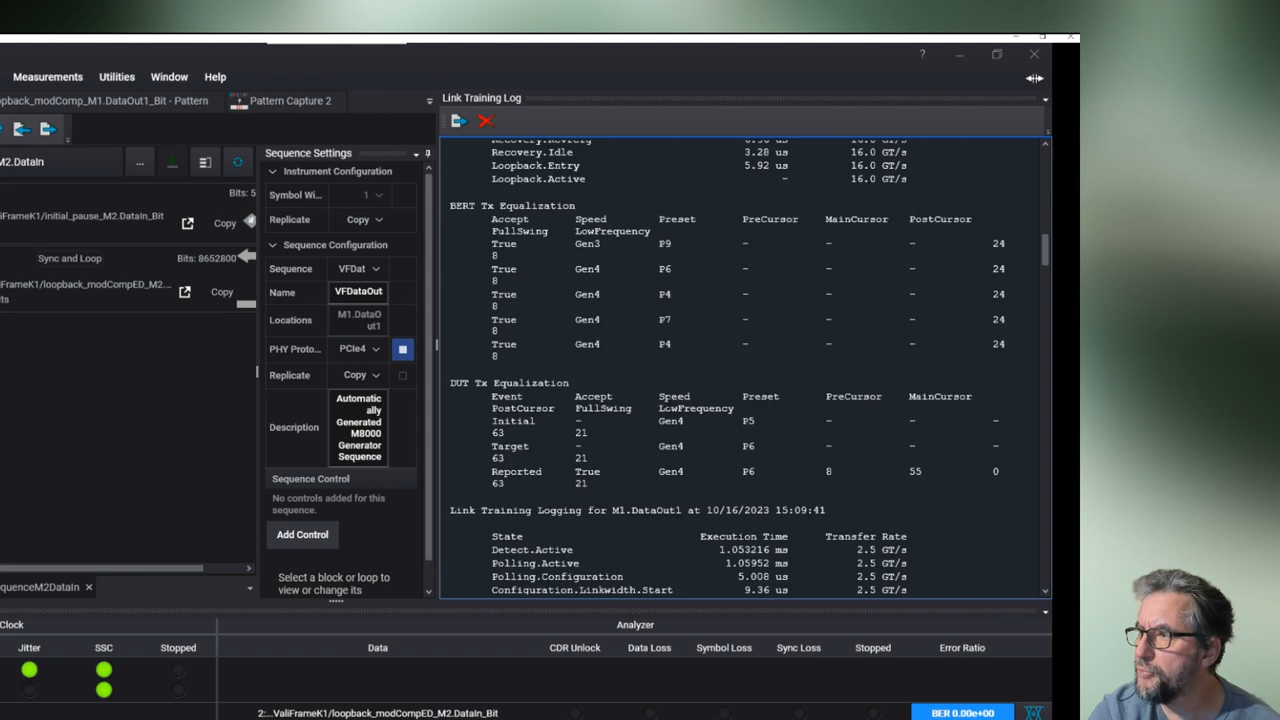 ?
Measurements Utilities Window Help
opback_modComp_M1.DataOut1_Bit - Pattern Pattern Capture 2
Link Training Log
M2.DataIn ...
Bits: 5
aliFrameK1/initial_pause_M2.DataIn_Bit Copy
Sync and Loop Bits: 8652800
iFrameK1/loopback_modCompED_M2.... Copy
its
quenceM2DataIn
Sequence Settings
Instrument Configuration
Symbol Wi... 1
Replicate Copy
Sequence Configuration
Sequence VFDat
Name VFDataOut
Locations M1.DataO
ut1
PHY Proto... PCIe4
Replicate Copy
Description Automatic
ally
Generated
M8000
Generator
Sequence
Sequence Control
No controls added for this
sequence.
Add Control
Select a block or loop to
view or change its
Recovery.Idle 3.28 us 16.0 GT/s
Loopback.Entry 5.92 us 16.0 GT/s
Loopback.Active - 16.0 GT/s
BERT Tx Equalization
Accept Speed Preset PreCursor MainCursor PostCursor
FullSwing LowFrequency
True Gen3 P9 - - - 24
8
True Gen4 P6 - - - 24
8
True Gen4 P4 - - - 24
8
True Gen4 P7 - - - 24
8
True Gen4 P4 - - - 24
8
DUT Tx Equalization
Event Accept Speed Preset PreCursor MainCursor
PostCursor FullSwing LowFrequency
Initial - Gen4 P5 - - -
63 21
Target - Gen4 P6 - - -
63 21
Reported True Gen4 P6 8 55 0
63 21
Link Training Logging for M1.DataOut1 at 10/16/2023 15:09:41
State Execution Time Transfer Rate
Detect.Active 1.053216 ms 2.5 GT/s
Polling.Active 1.05952 ms 2.5 GT/s
Polling.Configuration 5.008 us 2.5 GT/s
Configuration.Linkwidth.Start 9.36 us 2.5 GT/s
Clock Analyzer
Jitter SSC Stopped Data CDR Unlock Data Loss Symbol Loss Sync Loss Stopped Error Ratio
2:...ValiFrameK1/loopback_modCompED_M2.DataIn_Bit BER 0.00e+00